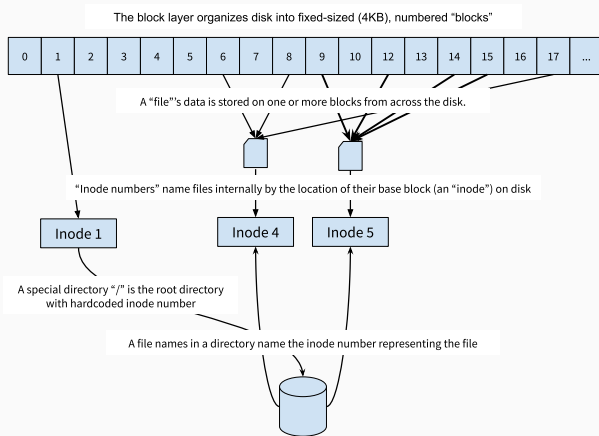 The block layer organizes disk into fixed-sized (4KB), numbered “blocks”
0 1 2 3 4 5 6 7 8 9 10 11 12 13 14 15 16 17 ...
A “file”'s data is stored on one or more blocks from across the disk.
“Inode numbers” name files internally by the location of their base block (an “inode”) on disk
Inode 1 Inode 4 Inode 5
A special directory “/” is the root directory
with hardcoded inode number
A file names in a directory name the inode number representing the file